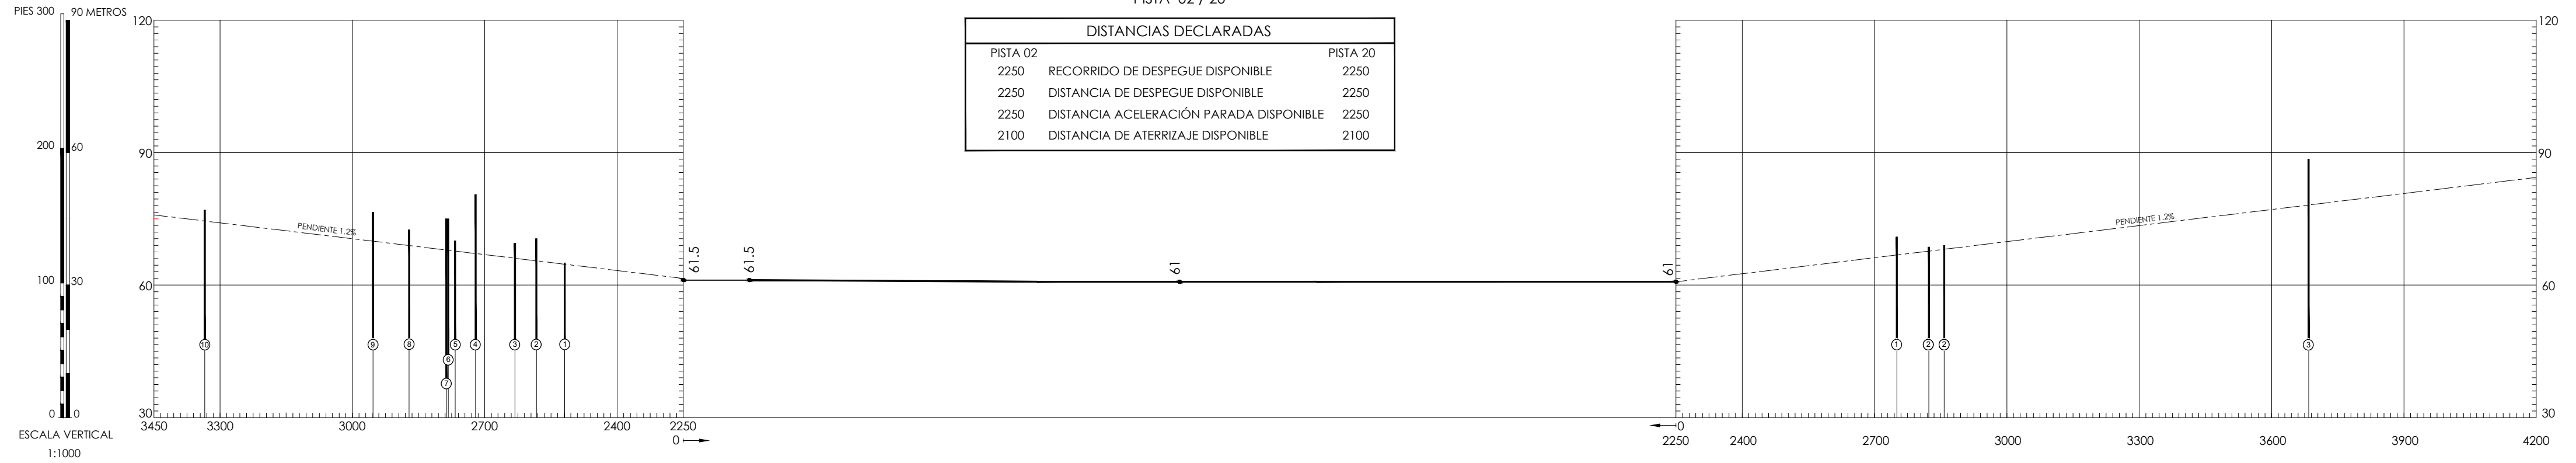 PISTA 02 / 20
PIES 300 90 METROS
200 60
100 30
0 0
ESCALA VERTICAL
1:1000
DISTANCIAS DECLARADAS
PISTA 02 PISTA 20
2250 RECORRIDO DE DESPEGUE DISPONIBLE 2250
2250 DISTANCIA DE DESPEGUE DISPONIBLE 2250
2250 DISTANCIA ACELERACIÓN PARADA DISPONIBLE 2250
2100 DISTANCIA DE ATERRIZAJE DISPONIBLE 2100
120
90
60
30
PENDIENTE 1.2%
10 9 8 7 6 5 4 3 2 1
3450 3300 3000 2700 2400 2250
0
61.5 61.5 61 61
PENDIENTE 1.2%
1 2 2 3
120
90
60
30
0
2250 2400 2700 3000 3300 3600 3900 4200